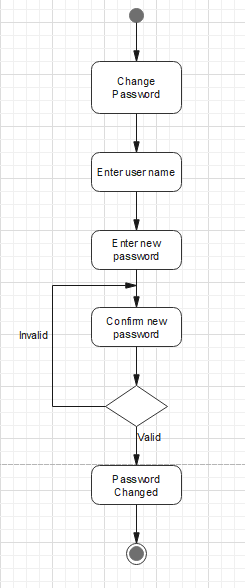 Change
Password
Enter user name
Enter new
password
Confirm new
password
Invalid
Valid
Password
Changed